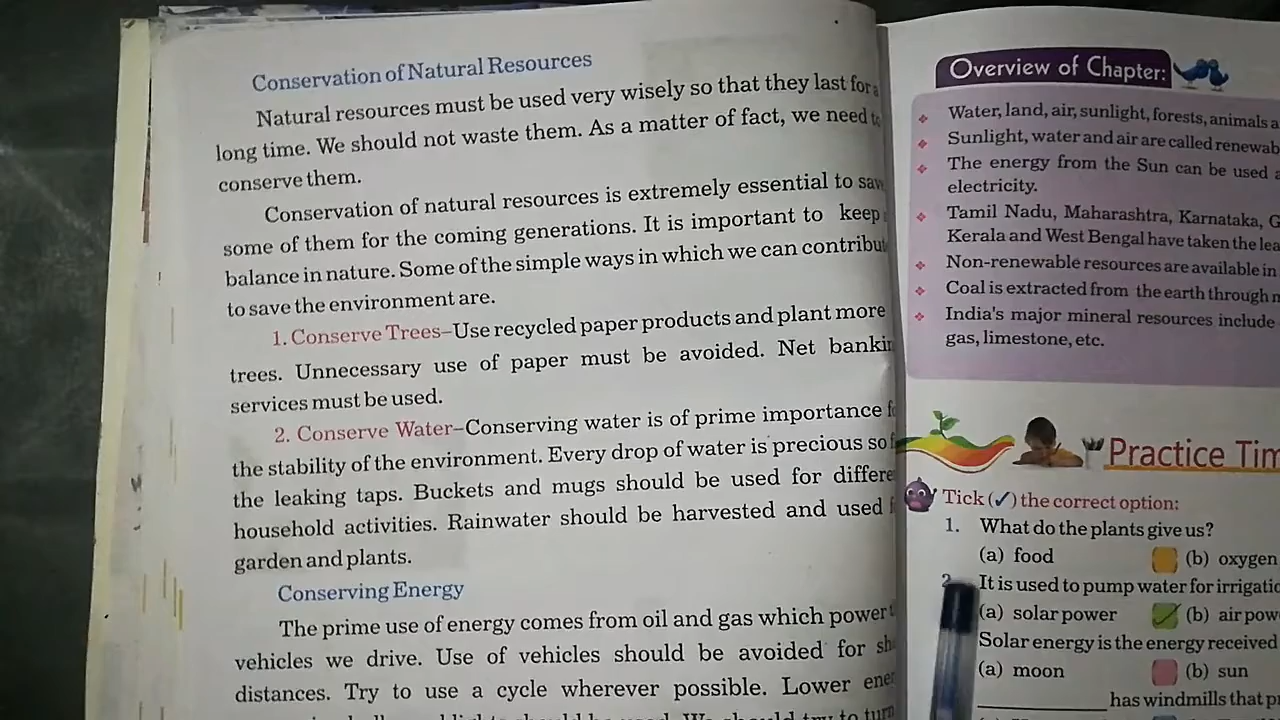 Conservation of Natural Resources
Natural resources must be used very wisely so that they last for a
long time. We should not waste them. As a matter of fact, we need to
conserve them.
Conservation of natural resources is extremely essential to save
some of them for the coming generations. It is important to keep
balance in nature. Some of the simple ways in which we can
to save the environment are.
1. Conserve Trees–Use recycled paper products and plant more
trees. Unnecessary use of paper must be avoided. Net
services must be used.
2. Conserve Water–Conserving water is of prime importance
the stability of the environment. Every drop of water is precious so
the leaking taps. Buckets and mugs should be used for
household activities. Rainwater should be harvested and used
garden and plants.
Conserving Energy
The prime use of energy comes from oil and gas which power
vehicles we drive. Use of vehicles should be avoided for
distances. Try to use a cycle wherever possible. Lower
We should try to turn
Overview of Chapter:
Water, land, air, sunlight, forests, animals
Sunlight, water and air are called
The energy from the Sun can be used
electricity.
Tamil Nadu, Maharashtra, Karnataka,
Kerala and West Bengal have taken the
Non-renewable resources are available in
Coal is extracted from the earth through
India's major mineral resources include
gas, limestone, etc.
Practice
Tick (✓) the correct option:
1. What do the plants give us?
(a) food (b) oxygen
2. It is used to pump water for
(a) solar power (b) air
Solar energy is the energy received
(a) moon (b) sun
has windmills that